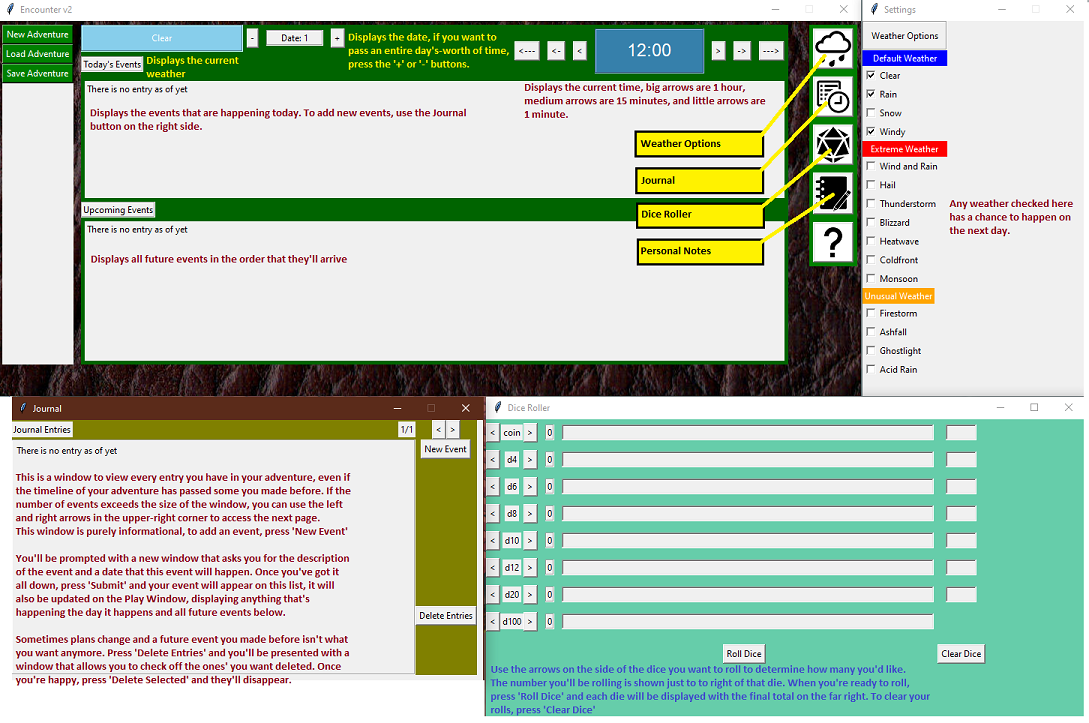 Encounter v2
New Adventure
Load Adventure
Save Adventure
Clear
-
Date: 1
+
Displays the date, if you want to
pass an entire day's-worth of time,
press the '+' or '-' buttons.
<---
<--
<
12:00
>
->
--->
Today's Events
Displays the current
weather
There is no entry as of yet
Displays the events that are happening today. To add new events, use the Journal
button on the right side.
Displays the current time, big arrows are 1 hour,
medium arrows are 15 minutes, and little arrows are
1 minute.
Weather Options
Journal
Dice Roller
Personal Notes
?
Upcoming Events
There is no entry as of yet
Displays all future events in the order that they'll arrive
Settings
Weather Options
Default Weather
Clear
Rain
Snow
Windy
Extreme Weather
Wind and Rain
Hail
Thunderstorm
Blizzard
Heatwave
Coldfront
Monsoon
Unusual Weather
Firestorm
Ashfall
Ghostlight
Acid Rain
Any weather checked here
has a chance to happen on
the next day.
Journal
Journal Entries
1/1
< >
New Event
There is no entry as of yet
This is a window to view every entry you have in your adventure, even if
the timeline of your adventure has passed some you made before. If the
number of events exceeds the size of the window, you can use the left
and right arrows in the upper-right corner to access the next page.
This window is purely informational, to add an event, press 'New Event'
You'll be prompted with a new window that asks you for the description
of the event and a date that this event will happen. Once you've got it
all down, press 'Submit' and your event will appear on this list, it will
also be updated on the Play Window, displaying anything that's
happening the day it happens and all future events below.
Delete Entries
Sometimes plans change and a future event you made before isn't what
you want anymore. Press 'Delete Entries' and you'll be presented with a
window that allows you to check off the ones' you want deleted. Once
you're happy, press 'Delete Selected' and they'll disappear.
Dice Roller
< coin > 0
< d4 > 0
< d6 > 0
< d8 > 0
< d10 > 0
< d12 > 0
< d20 > 0
< d100 > 0
Roll Dice
Clear Dice
Use the arrows on the side of the dice you want to roll to determine how many you'd like.
The number you'll be rolling is shown just to to right of that die. When you're ready to roll,
press 'Roll Dice' and each die will be displayed with the final total on the far right. To clear your
rolls, press 'Clear Dice'